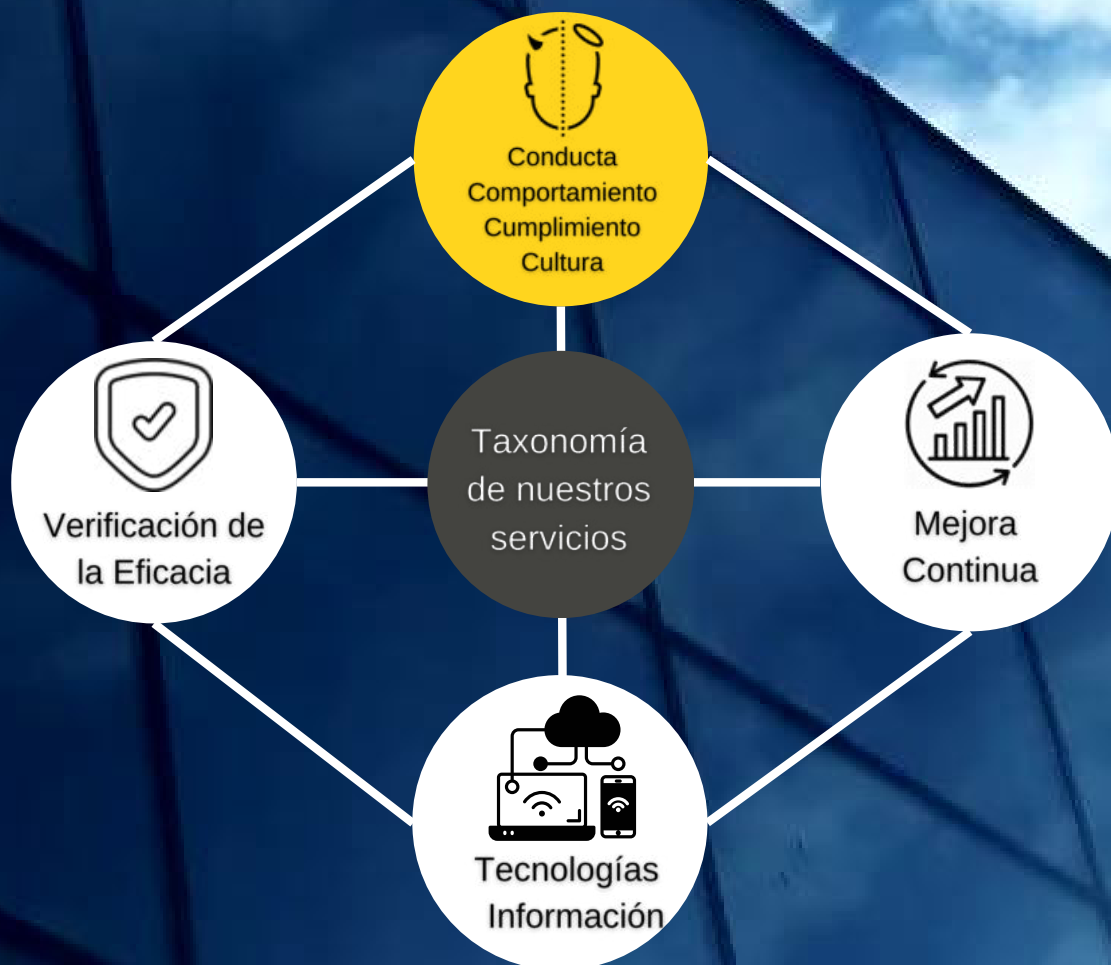 Conducta
Comportamiento
Cumplimiento
Cultura
Verificación de
la Eficacia
Taxonomía
de nuestros
servicios
Mejora
Continua
Tecnologías
Información